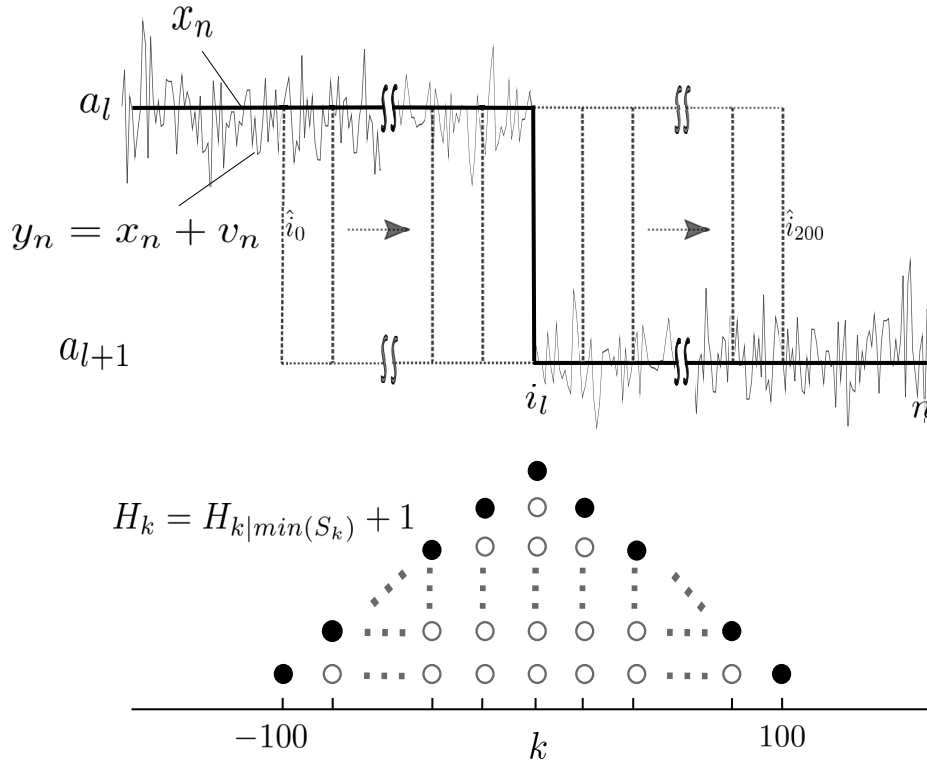 x_n
a_l
y_n = x_n + v_n
î_0
î_200
a_{l+1}
i_l
n
H_k = H_{k|min(S_k)} + 1
−100
k
100